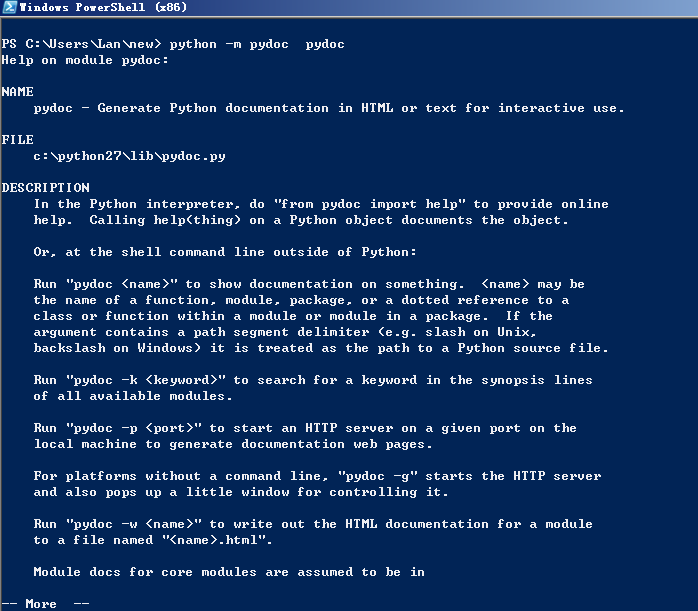 Windows PowerShell (x86)
PS C:\Users\Lan\new> python -m pydoc  pydoc
Help on module pydoc:
NAME
    pydoc - Generate Python documentation in HTML or text for interactive use.
FILE
    c:\python27\lib\pydoc.py
DESCRIPTION
    In the Python interpreter, do "from pydoc import help" to provide online
    help.  Calling help(thing) on a Python object documents the object.
    Or, at the shell command line outside of Python:
    Run "pydoc <name>" to show documentation on something.  <name> may be
    the name of a function, module, package, or a dotted reference to a
    class or function within a module or module in a package.  If the
    argument contains a path segment delimiter (e.g. slash on Unix,
    backslash on Windows) it is treated as the path to a Python source file.
    Run "pydoc -k <keyword>" to search for a keyword in the synopsis lines
    of all available modules.
    Run "pydoc -p <port>" to start an HTTP server on a given port on the
    local machine to generate documentation web pages.
    For platforms without a command line, "pydoc -g" starts the HTTP server
    and also pops up a little window for controlling it.
    Run "pydoc -w <name>" to write out the HTML documentation for a module
    to a file named "<name>.html".
    Module docs for core modules are assumed to be in
-- More  --